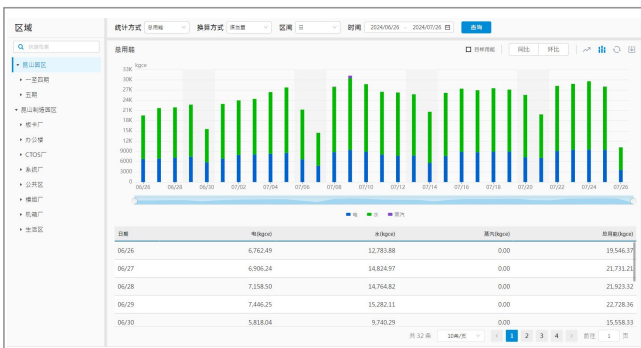 区域
快速检索
昆山园区
一至四期
五期
昆山制造园区
板卡厂
办公楼
CTOS厂
系统厂
公共区
模组厂
机箱厂
生活区
统计方式 总用能 换算方式 区间 日 时间 2024/06/26 - 2024/07/26 查询
总用能
同比 环比
kgce
33K
30K
27K
24K
21K
18K
15K
12K
9000
6000
3000
0
06/26 06/28 06/30 07/02 07/04 07/06 07/08 07/10 07/12 07/14 07/16 07/18 07/20 07/22 07/24 07/26
电 水 蒸汽
日期 电(kgce) 水(kgce) 蒸汽(kgce) 总用能(kgce)
06/26 6,762.49 12,783.88 0.00 19,546.37
06/27 6,906.24 14,824.97 0.00 21,731.21
06/28 7,158.50 14,764.82 0.00 21,923.32
06/29 7,446.25 15,282.11 0.00 22,728.36
06/30 5,818.04 9,740.29 0.00 15,558.33
共 32 条 10条/页 1 2 3 4 前往 1 页